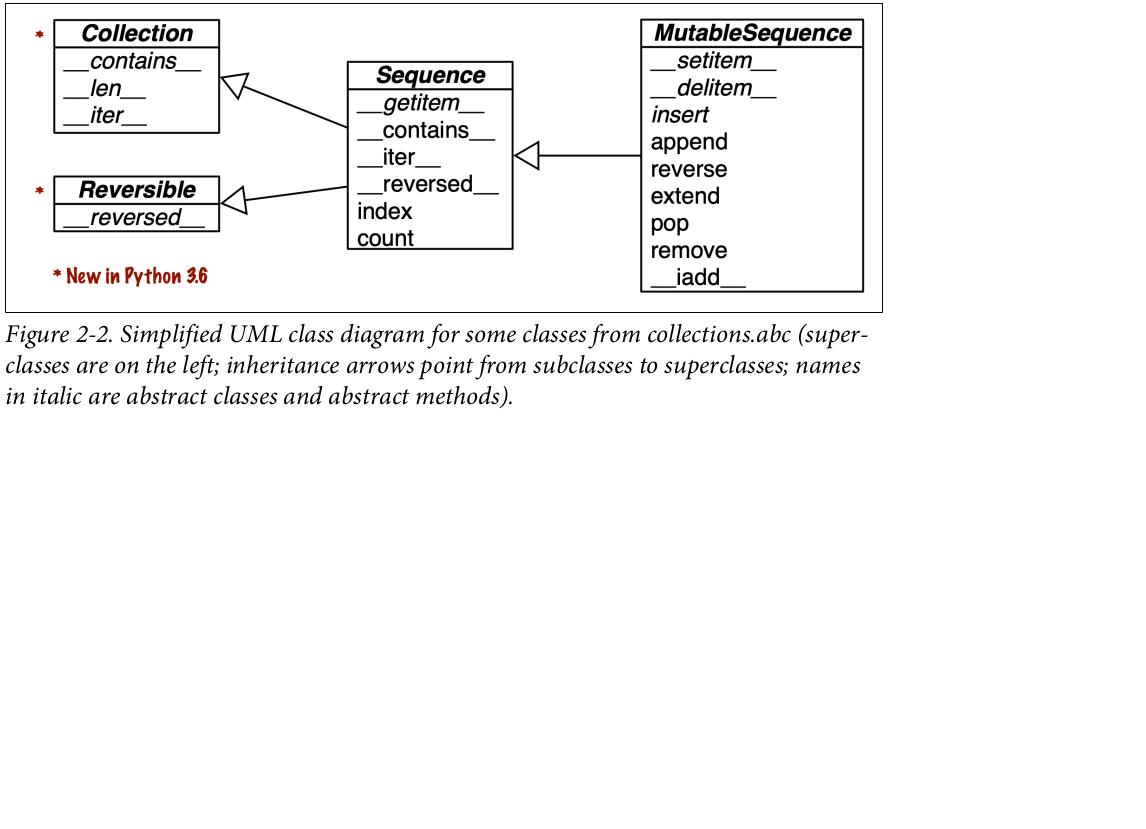 * Collection
__contains__
__len__
__iter__
* Reversible
__reversed__
* New in Python 3.6
Sequence
__getitem__
__contains__
__iter__
__reversed__
index
count
MutableSequence
__setitem__
__delitem__
insert
append
reverse
extend
pop
remove
__iadd__
Figure 2-2. Simplified UML class diagram for some classes from collections.abc (super-
classes are on the left; inheritance arrows point from subclasses to superclasses; names
in italic are abstract classes and abstract methods).